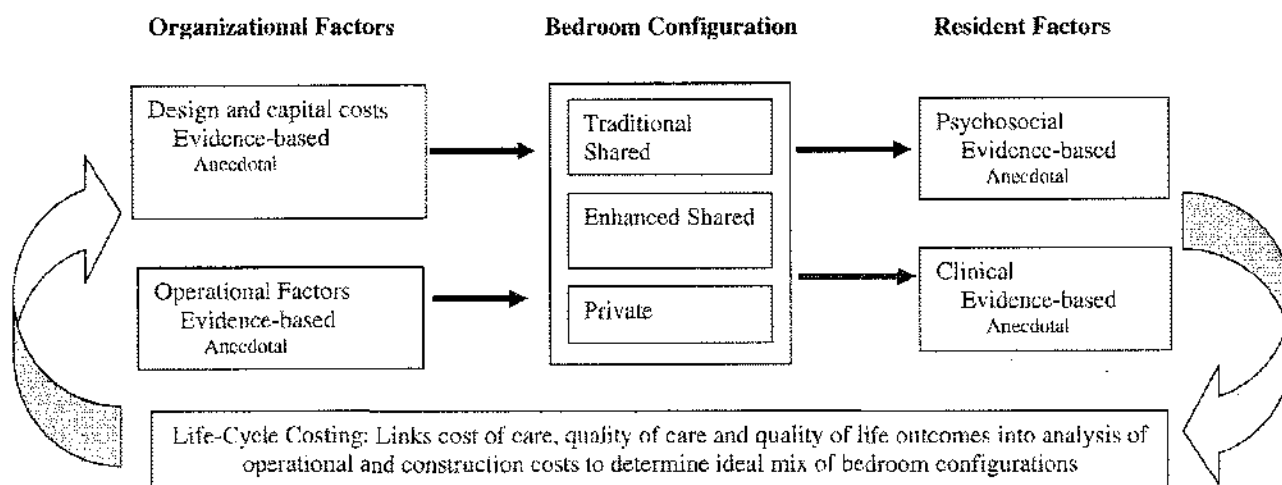 Organizational Factors
Bedroom Configuration
Resident Factors
Design and capital costs
Evidence-based
Anecdotal
Operational Factors
Evidence-based
Anecdotal
Traditional
Shared
Enhanced Shared
Private
Psychosocial
Evidence-based
Anecdotal
Clinical
Evidence-based
Anecdotal
Life-Cycle Costing: Links cost of care, quality of care and quality of life outcomes into analysis of
operational and construction costs to determine ideal mix of bedroom configurations